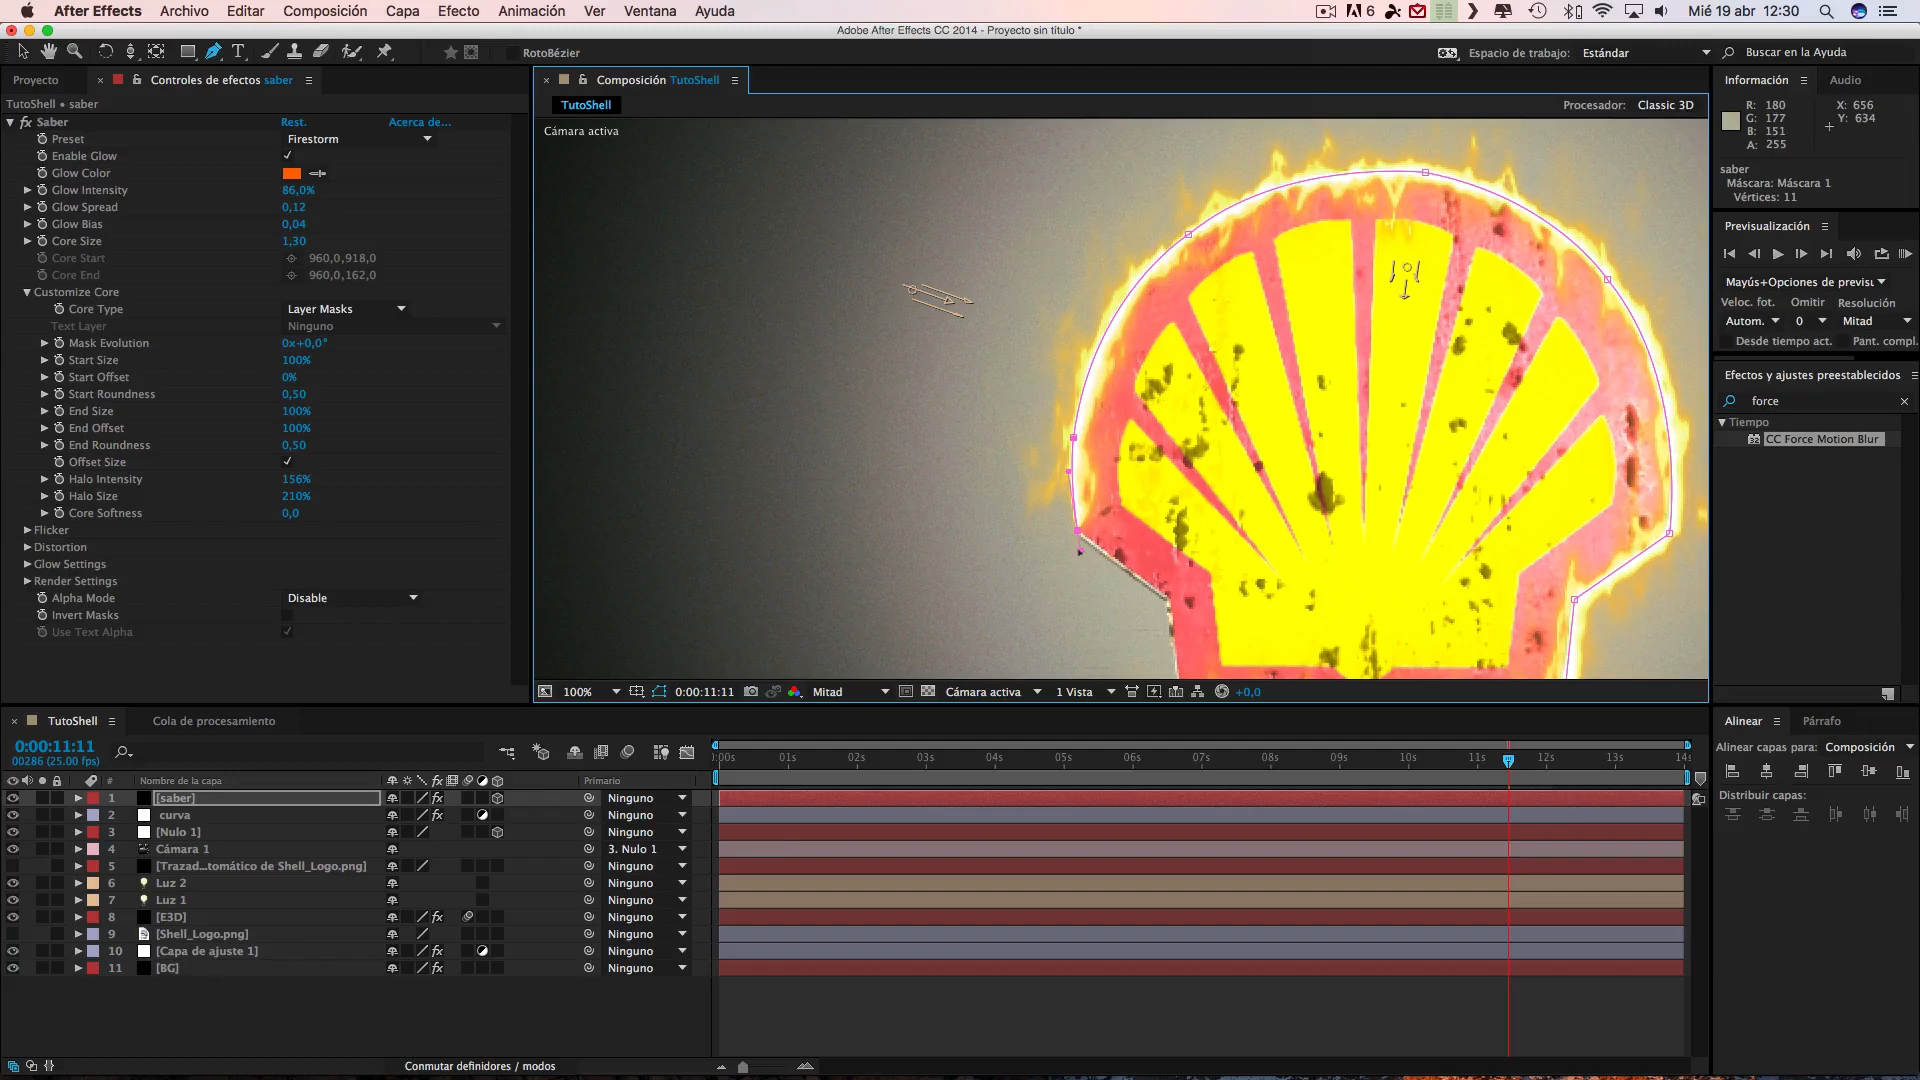 After Effects Archivo Editar Composición Capa Efecto Animación Ver Ventana Ayuda 6 Mié 19 abr 12:30
Adobe After Effects CC 2014 - Proyecto sin título *
T RotoBézier Espacio de trabajo: Estándar Buscar en la Ayuda
Proyecto × Controles de efectos saber
TutoShell • saber
fx Saber Rest. Acerca de...
Preset Firestorm
Enable Glow
Glow Color
Glow Intensity 86,0%
Glow Spread 0,12
Glow Bias 0,04
Core Size 1,30
Core Start 960,0,918,0
Core End 960,0,162,0
Customize Core
Core Type Layer Masks
Text Layer Ninguno
Mask Evolution 0x+0,0°
Start Size 100%
Start Offset 0%
Start Roundness 0,50
End Size 100%
End Offset 100%
End Roundness 0,50
Offset Size
Halo Intensity 156%
Halo Size 210%
Core Softness 0,0
Flicker
Distortion
Glow Settings
Render Settings
Alpha Mode Disable
Invert Masks
Use Text Alpha
× Composición TutoShell
TutoShell Procesador: Classic 3D
Cámara activa
100% 0:00:11:11 Mitad Cámara activa 1 Vista +0,0
Información Audio
R: 180 X: 656
G: 177 Y: 634
B: 151
A: 255
saber
Máscara: Máscara 1
Vértices: 11
Previsualización
Mayús+Opciones de previsu
Veloc. fot. Omitir Resolución
Autom. 0 Mitad
Desde tiempo act. Pant. compl.
Efectos y ajustes preestablecidos
force ×
Tiempo
CC Force Motion Blur
Alinear Párrafo
Alinear capas para: Composición
Distribuir capas:
× TutoShell Cola de procesamiento
0:00:11:11
00286 (25.00 fps)
:00s 01s 02s 03s 04s 05s 06s 07s 08s 09s 10s 11s 12s 13s 14s
# Nombre de la capa fx Primario
1 [saber] fx Ninguno
2 curva fx Ninguno
3 [Nulo 1] Ninguno
4 Cámara 1 3. Nulo 1
5 [Trazad...tomático de Shell_Logo.png] Ninguno
6 Luz 2 Ninguno
7 Luz 1 Ninguno
8 [E3D] fx Ninguno
9 [Shell_Logo.png] Ninguno
10 [Capa de ajuste 1] fx Ninguno
11 [BG] fx Ninguno
Conmutar definidores / modos